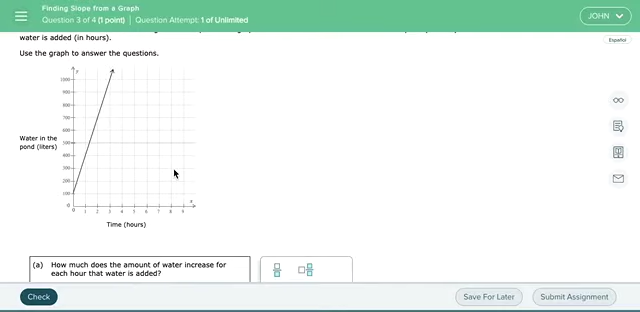 Finding Slope from a Graph
Question 3 of 4 (1 point) | Question Attempt: 1 of Unlimited
JOHN
Español
water is added (in hours).
Use the graph to answer the questions.
y
1000
900
800
700
600
500
400
300
200
100
0
Water in the
pond (liters)
x
0 1 2 3 4 5 6 7 8 9
Time (hours)
(a) How much does the amount of water increase for
each hour that water is added?
Check
Save For Later
Submit Assignment